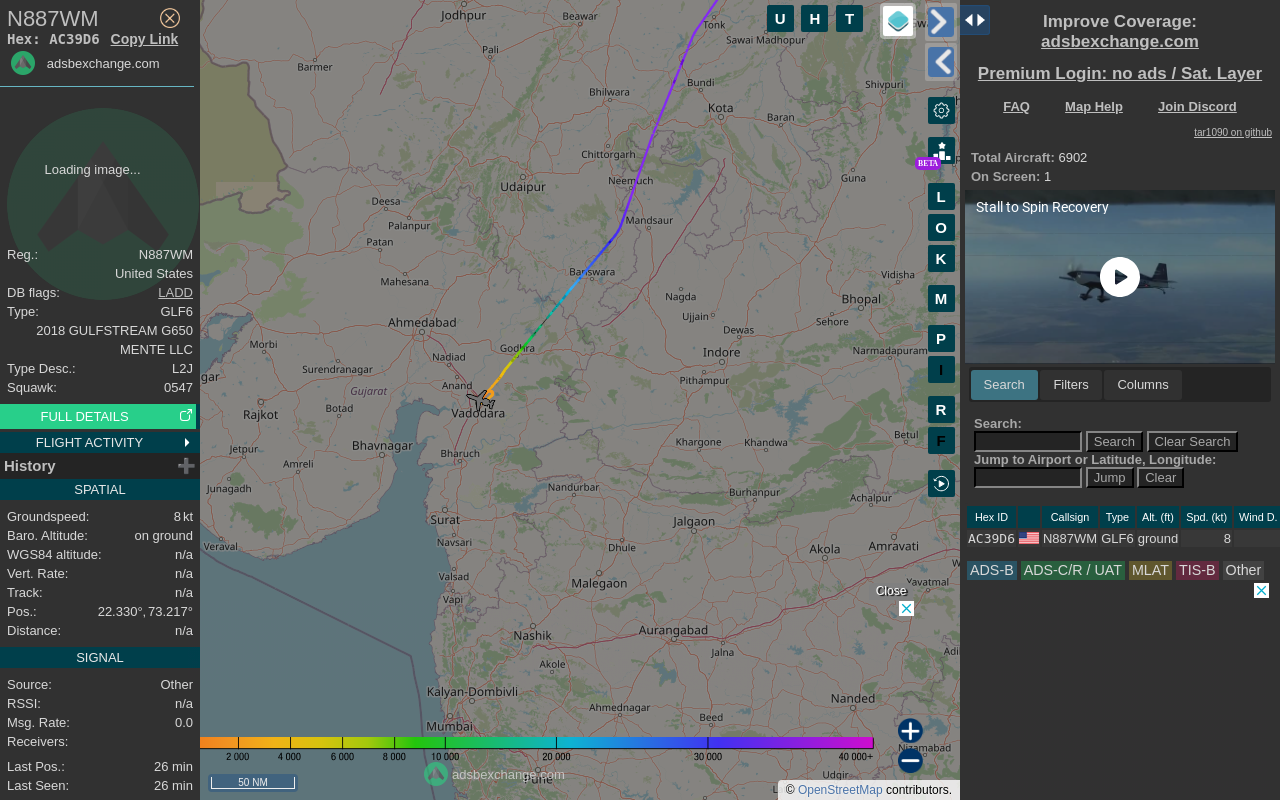 N887WM
Hex: AC39D6 Copy Link
adsbexchange.com
Loading image...
Reg.: N887WM
United States
DB flags: LADD
Type: GLF6
2018 GULFSTREAM G650
MENTE LLC
Type Desc.: L2J
Squawk: 0547
FULL DETAILS
FLIGHT ACTIVITY
History
SPATIAL
Groundspeed: 8 kt
Baro. Altitude: on ground
WGS84 altitude: n/a
Vert. Rate: n/a
Track: n/a
Pos.: 22.330°, 73.217°
Distance: n/a
SIGNAL
Source: Other
RSSI: n/a
Msg. Rate: 0.0
Receivers:
Last Pos.: 26 min
Last Seen: 26 min
Jodhpur
Beawar
Tonk
Sawai Madhopur
Pali
Barmer
Bundi
Shivpuri
Bhilwara
Kota
Baran
Chittorgarh
Neemuch
Guna
Udaipur
Deesa
Mandsaur
Palanpur
Patan
Banswara
Vidisha
Mahesana
Nagda
Bhopal
Ujjain
Sehore
Ahmedabad
Dewas
Morbi
Godhra
Indore
Narmadapuram
Nadiad
Surendranagar
Anand
Pithampur
Gujarat
Rajkot
Botad
Vadodara
Bhavnagar
Khargone
Khandwa
Betul
Jetpur
Bharuch
Amreli
Junagadh
Nandurbar
Burhanpur
Achalpur
Surat
Jalgaon
Veraval
Navsari
Dhule
Akola
Amravati
Valsad
Malegaon
Yavatmal
Vapi
Nashik
Aurangabad
Jalna
Akole
Kalyan-Dombivli
Nanded
Ahmednagar
Beed
Mumbai
Nizamabad
Pune
Udgir
U H T
BETA
L
O
K
M
P
I
R
F
Close
2 000 4 000 6 000 8 000 10 000 20 000 30 000 40 000+
adsbexchange.com
50 NM
© OpenStreetMap contributors.
Improve Coverage:
adsbexchange.com
Premium Login: no ads / Sat. Layer
FAQ Map Help Join Discord
tar1090 on github
Total Aircraft: 6902
On Screen: 1
Stall to Spin Recovery
Search Filters Columns
Search:
Search Clear Search
Jump to Airport or Latitude, Longitude:
Jump Clear
Hex ID Callsign Type Alt. (ft) Spd. (kt) Wind D.
AC39D6 N887WM GLF6 ground 8
ADS-B ADS-C/R / UAT MLAT TIS-B Other